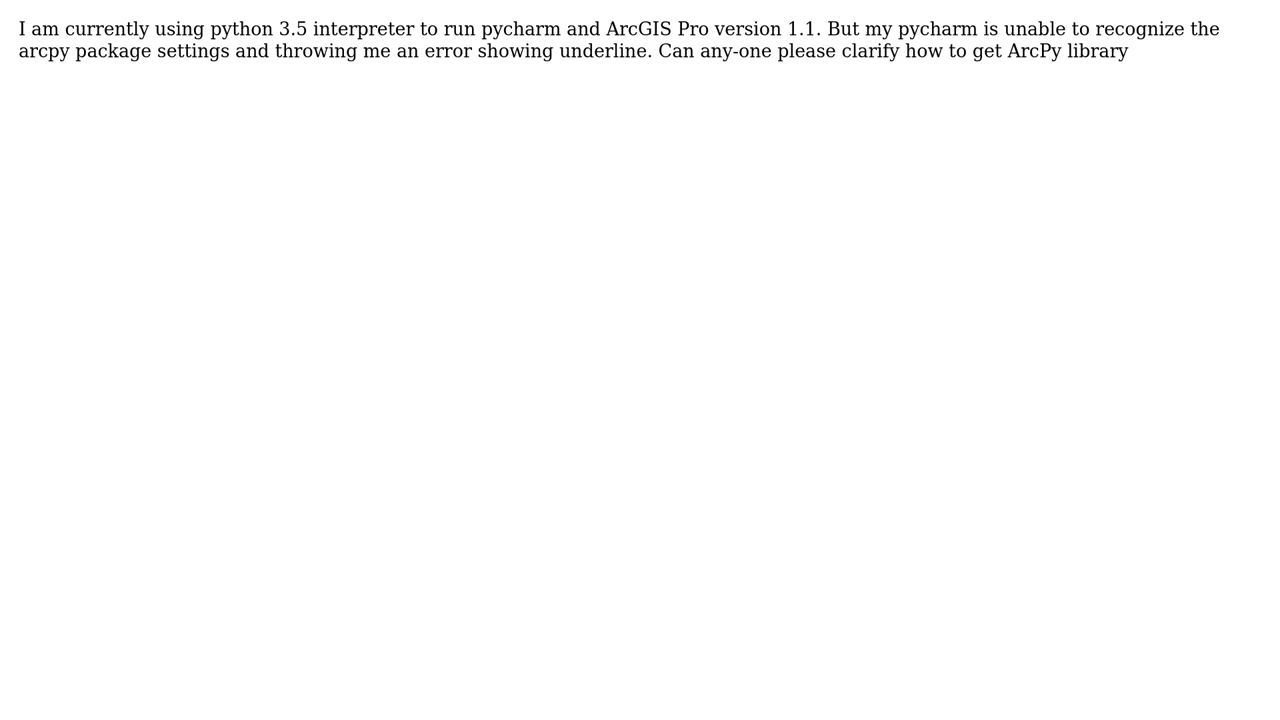 I am currently using python 3.5 interpreter to run pycharm and ArcGIS Pro version 1.1. But my pycharm is unable to recognize the
arcpy package settings and throwing me an error showing underline. Can any-one please clarify how to get ArcPy library